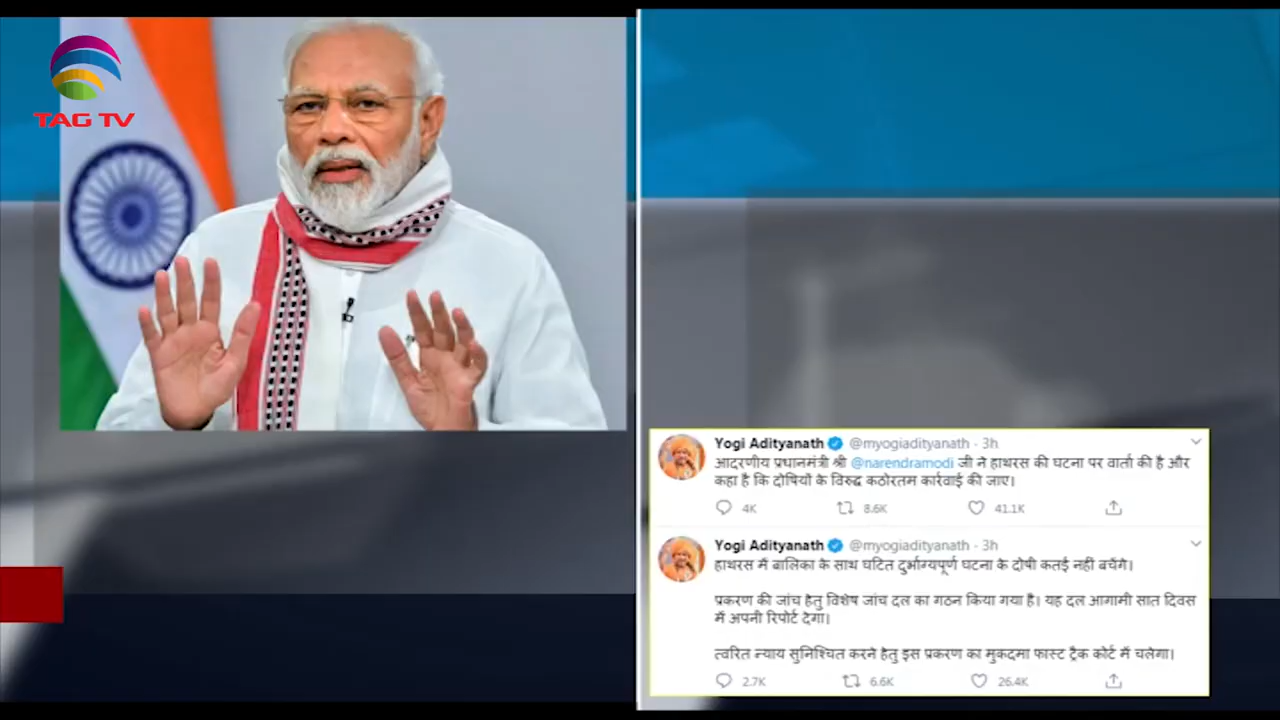 TAG TV
Yogi Adityanath @myogiadityanath · 3h
आदरणीय प्रधानमंत्री श्री @narendramodi जी ने हाथरस की घटना पर वार्ता की है और
कहा है कि दोषियों के विरुद्ध कठोरतम कार्रवाई की जाए।
4K 8.6K 41.1K
Yogi Adityanath @myogiadityanath · 3h
हाथरस में बालिका के साथ घटित दुर्भाग्यपूर्ण घटना के दोषी कतई नहीं बचेंगे।
प्रकरण की जांच हेतु विशेष जांच दल का गठन किया गया है। यह दल आगामी सात दिवस
में अपनी रिपोर्ट देगा।
त्वरित न्याय सुनिश्चित करने हेतु इस प्रकरण का मुकदमा फास्ट ट्रैक कोर्ट में चलेगा।
2.7K 6.6K 26.4K